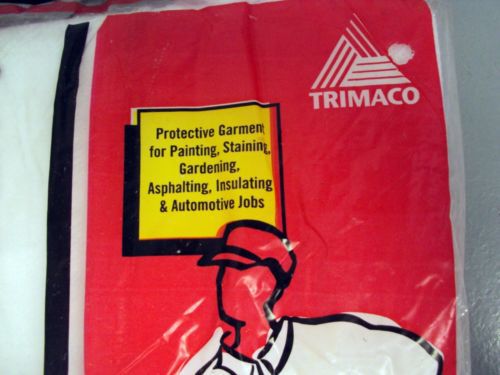 TRIMACO
Protective Garment
for Painting, Staining,
Gardening,
Asphalting, Insulating
& Automotive Jobs